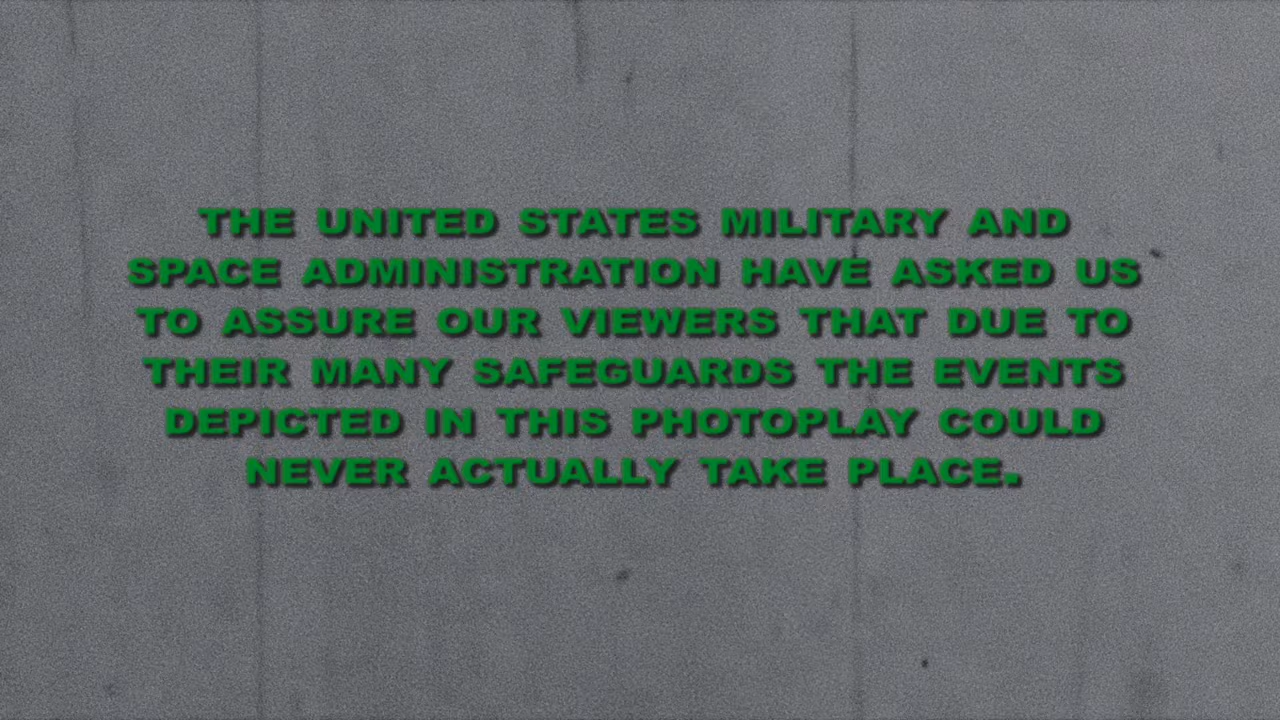 THE UNITED STATES MILITARY AND
SPACE ADMINISTRATION HAVE ASKED US
TO ASSURE OUR VIEWERS THAT DUE TO
THEIR MANY SAFEGUARDS THE EVENTS
DEPICTED IN THIS PHOTOPLAY COULD
NEVER ACTUALLY TAKE PLACE.